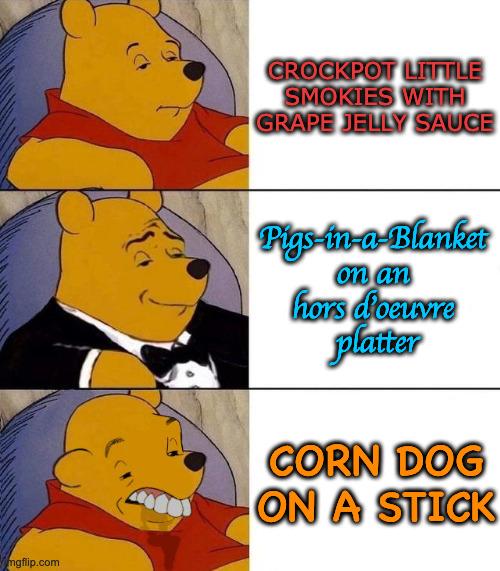 CROCKPOT LITTLE
SMOKIES WITH
GRAPE JELLY SAUCE
Pigs-in-a-Blanket
on an
hors d'oeuvre
platter
CORN DOG
ON A STICK
imgflip.com